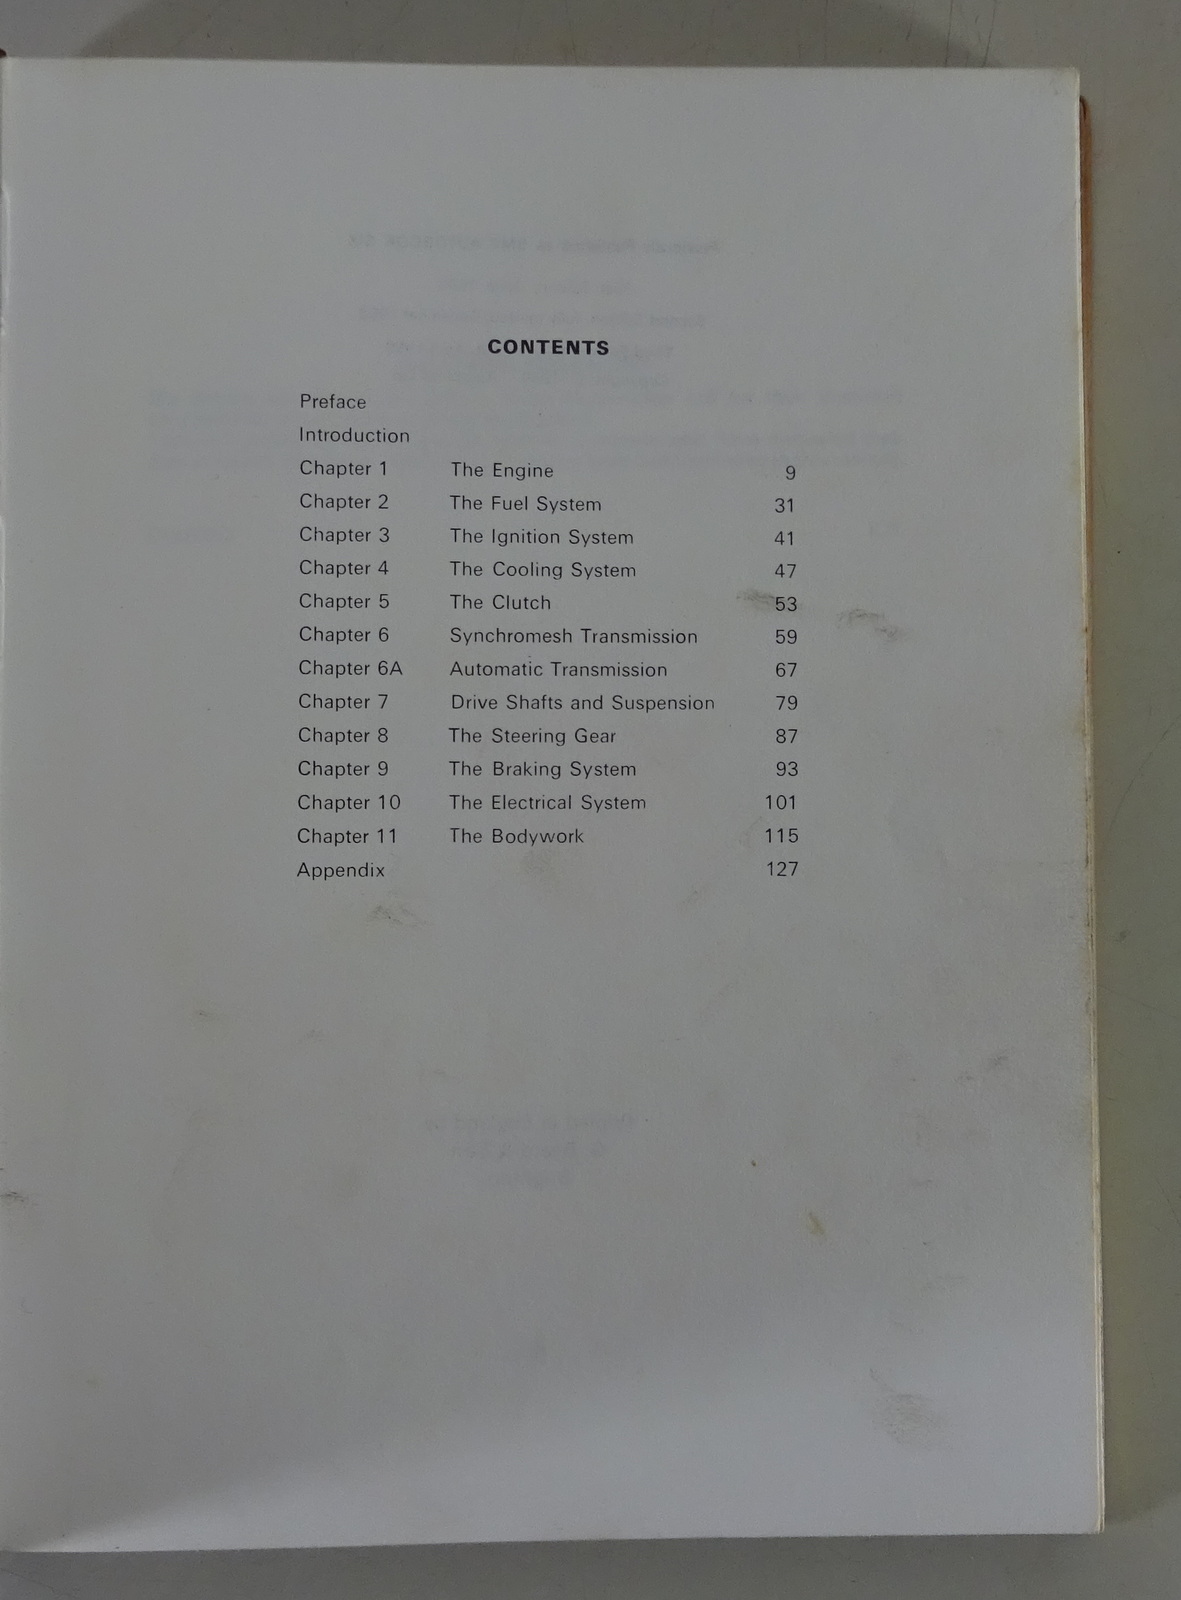 CONTENTS
Preface
Introduction
Chapter 1 The Engine 9
Chapter 2 The Fuel System 31
Chapter 3 The Ignition System 41
Chapter 4 The Cooling System 47
Chapter 5 The Clutch 53
Chapter 6 Synchromesh Transmission 59
Chapter 6A Automatic Transmission 67
Chapter 7 Drive Shafts and Suspension 79
Chapter 8 The Steering Gear 87
Chapter 9 The Braking System 93
Chapter 10 The Electrical System 101
Chapter 11 The Bodywork 115
Appendix 127